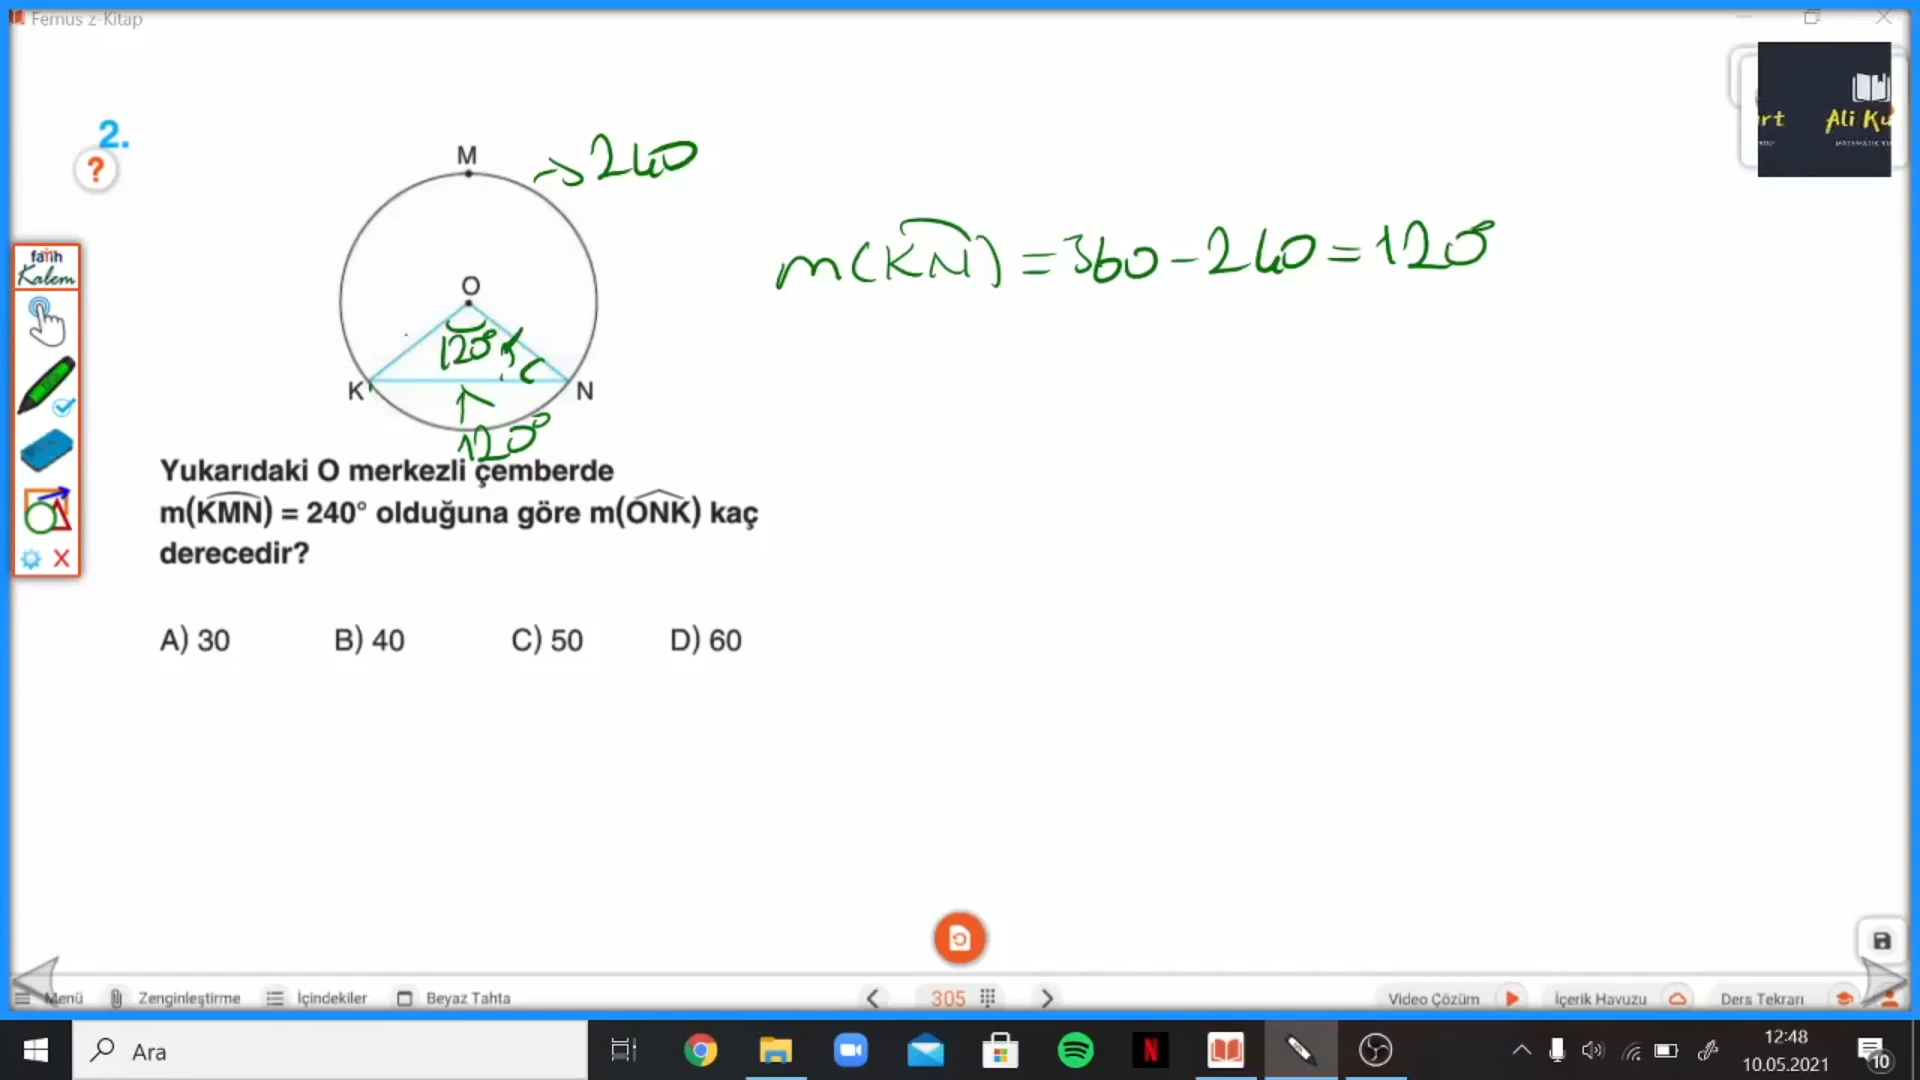 Fernus z-Kitap
rt Ali Ku
2.
?
M
→240
m(KN) = 360 - 240 = 120°
fatih
Kalem
O
120°
K
N
120°
Yukarıdaki O merkezli çemberde
m(KMN) = 240° olduğuna göre m(ONK) kaç
derecedir?
A) 30 B) 40 C) 50 D) 60
Menü Zenginleştirme İçindekiler Beyaz Tahta 305 Video Çözüm İçerik Havuzu Ders Tekrarı
Ara
12:48
10.05.2021
10